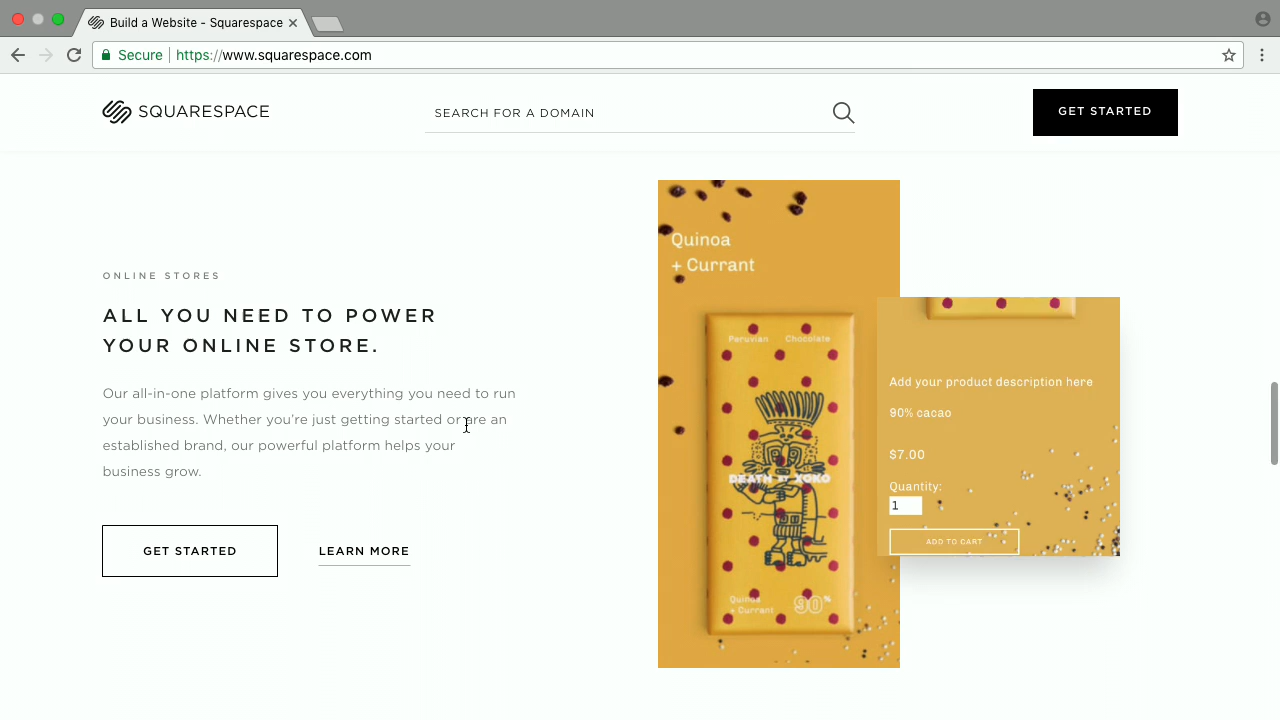 Build a Website - Squarespace
Secure https://www.squarespace.com
SQUARESPACE
SEARCH FOR A DOMAIN
GET STARTED
ONLINE STORES
ALL YOU NEED TO POWER
YOUR ONLINE STORE.
Our all-in-one platform gives you everything you need to run
your business. Whether you're just getting started or are an
established brand, our powerful platform helps your
business grow.
GET STARTED
LEARN MORE
Quinoa
+ Currant
Peruvian Chocolate
DEATH BY XOKO
Quinoa
+ Currant
90%
Add your product description here
90% cacao
$7.00
Quantity:
1
ADD TO CART